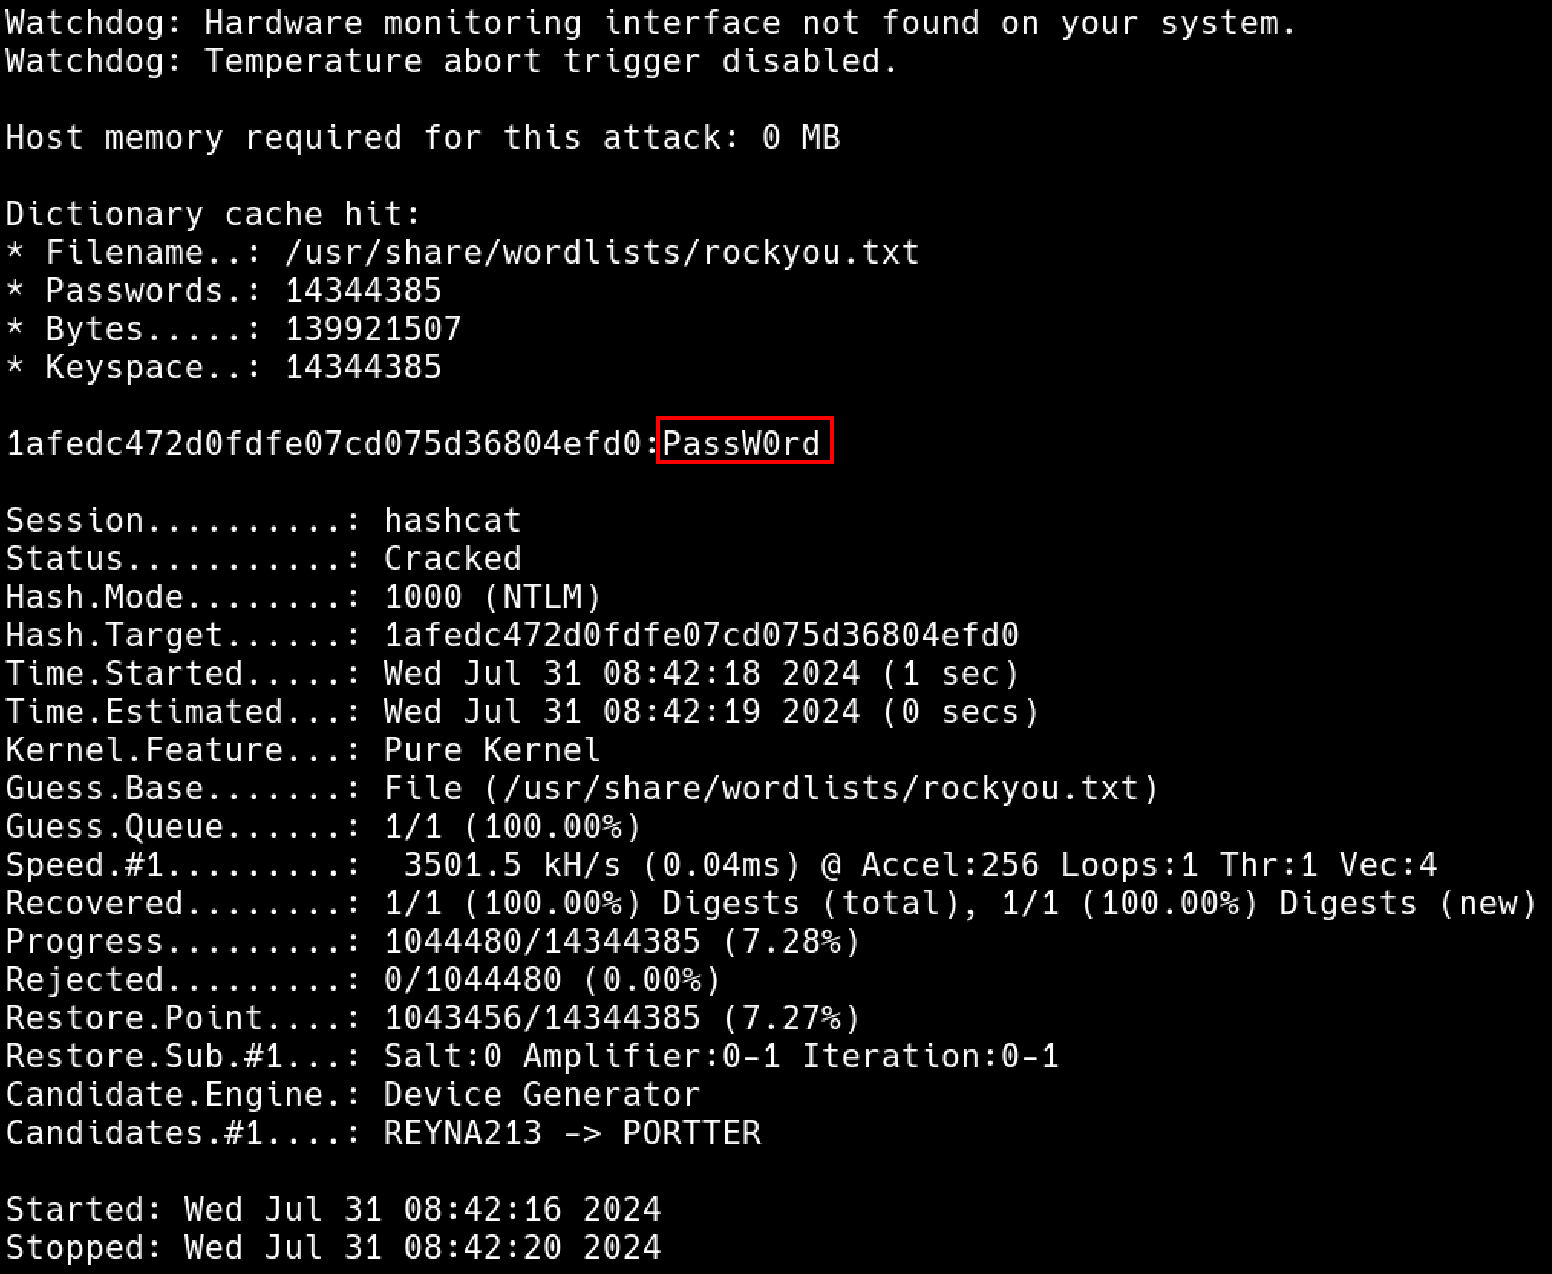 Watchdog: Hardware monitoring interface not found on your system.
Watchdog: Temperature abort trigger disabled.
Host memory required for this attack: 0 MB
Dictionary cache hit:
* Filename..: /usr/share/wordlists/rockyou.txt
* Passwords.: 14344385
* Bytes.....: 139921507
* Keyspace..: 14344385
1afedc472d0fdfe07cd075d36804efd0:PassW0rd
Session..........: hashcat
Status...........: Cracked
Hash.Mode........: 1000 (NTLM)
Hash.Target......: 1afedc472d0fdfe07cd075d36804efd0
Time.Started.....: Wed Jul 31 08:42:18 2024 (1 sec)
Time.Estimated...: Wed Jul 31 08:42:19 2024 (0 secs)
Kernel.Feature...: Pure Kernel
Guess.Base.......: File (/usr/share/wordlists/rockyou.txt)
Guess.Queue......: 1/1 (100.00%)
Speed.#1.........:  3501.5 kH/s (0.04ms) @ Accel:256 Loops:1 Thr:1 Vec:4
Recovered........: 1/1 (100.00%) Digests (total), 1/1 (100.00%) Digests (new)
Progress.........: 1044480/14344385 (7.28%)
Rejected.........: 0/1044480 (0.00%)
Restore.Point....: 1043456/14344385 (7.27%)
Restore.Sub.#1...: Salt:0 Amplifier:0-1 Iteration:0-1
Candidate.Engine.: Device Generator
Candidates.#1....: REYNA213 -> PORTTER
Started: Wed Jul 31 08:42:16 2024
Stopped: Wed Jul 31 08:42:20 2024